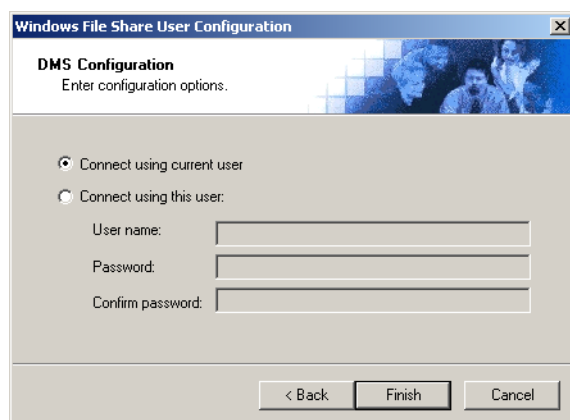 Windows File Share User Configuration
DMS Configuration
Enter configuration options.
Connect using current user
Connect using this user:
User name:
Password:
Confirm password:
< Back Finish Cancel